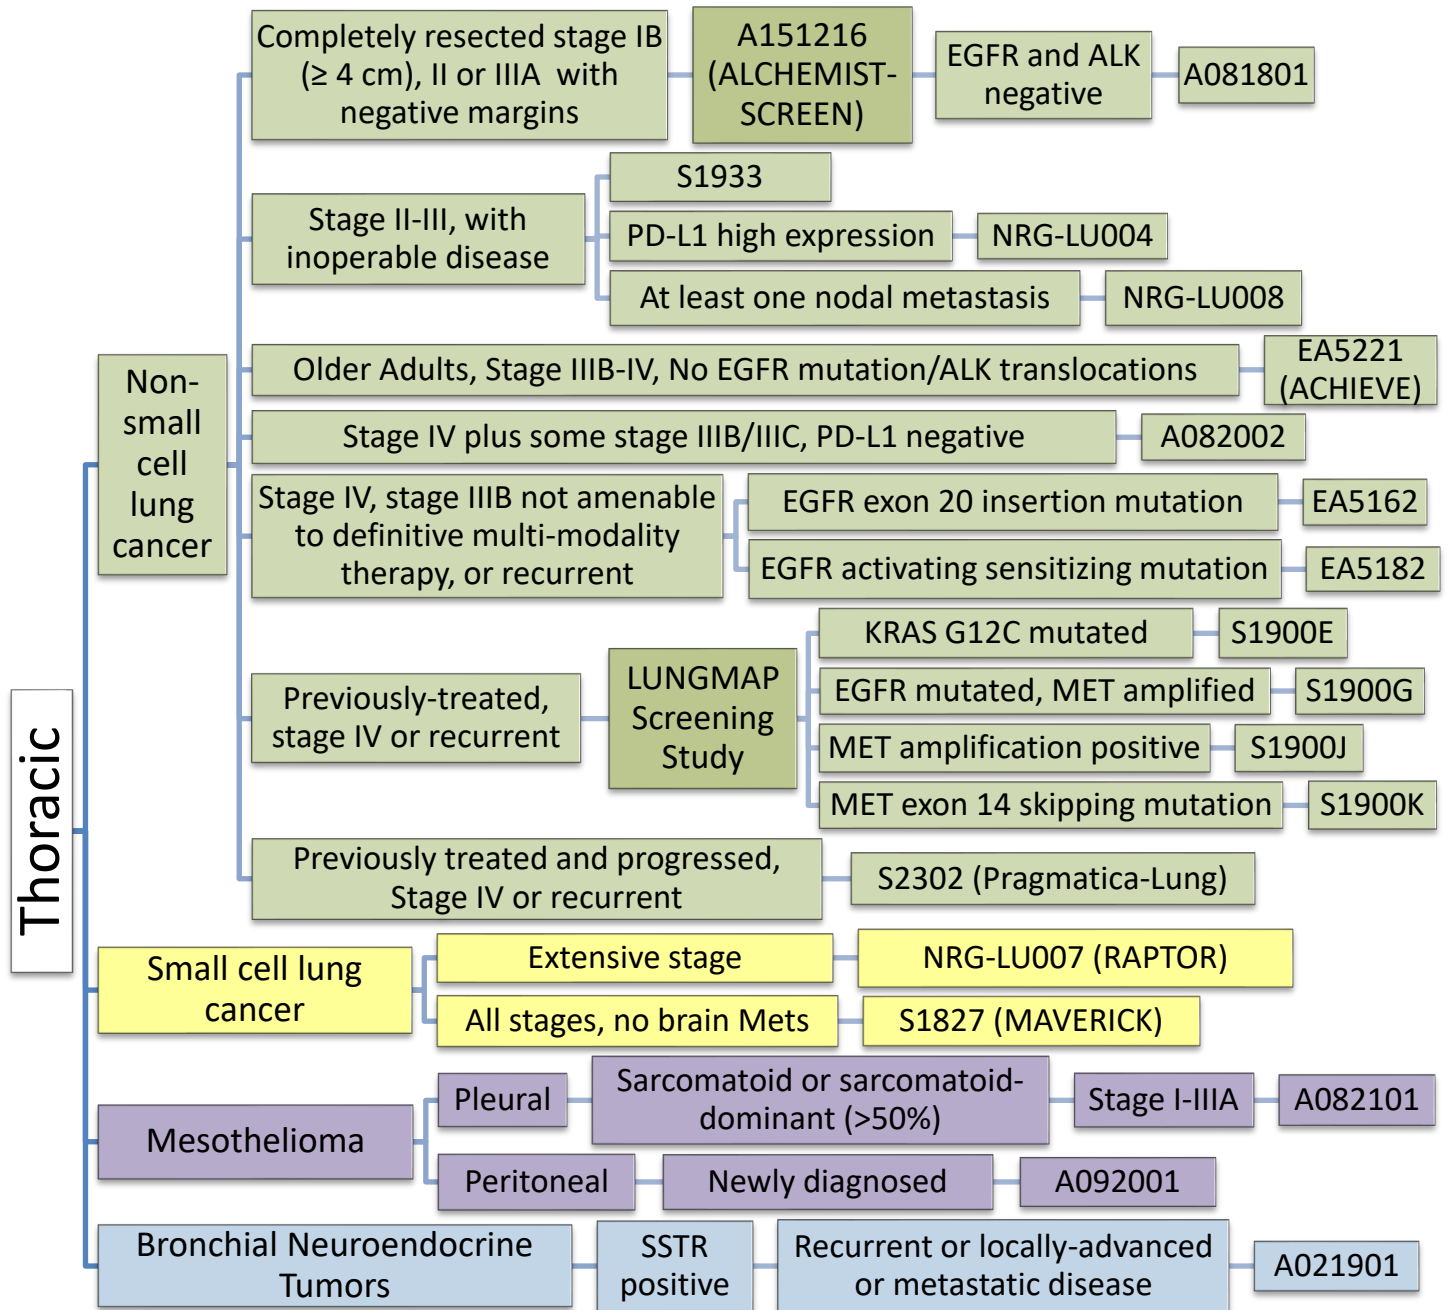 Thoracic
Non-
small
cell
lung
cancer
Completely resected stage IB
(≥ 4 cm), II or IIIA with
negative margins
A151216
(ALCHEMIST-
SCREEN)
EGFR and ALK
negative
A081801
Stage II-III, with
inoperable disease
S1933
PD-L1 high expression
NRG-LU004
At least one nodal metastasis
NRG-LU008
Older Adults, Stage IIIB-IV, No EGFR mutation/ALK translocations
EA5221
(ACHIEVE)
Stage IV plus some stage IIIB/IIIC, PD-L1 negative
A082002
Stage IV, stage IIIB not amenable
to definitive multi-modality
therapy, or recurrent
EGFR exon 20 insertion mutation
EA5162
EGFR activating sensitizing mutation
EA5182
Previously-treated,
stage IV or recurrent
LUNGMAP
Screening
Study
KRAS G12C mutated
S1900E
EGFR mutated, MET amplified
S1900G
MET amplification positive
S1900J
MET exon 14 skipping mutation
S1900K
Previously treated and progressed,
Stage IV or recurrent
S2302 (Pragmatica-Lung)
Small cell lung
cancer
Extensive stage
NRG-LU007 (RAPTOR)
All stages, no brain Mets
S1827 (MAVERICK)
Mesothelioma
Pleural
Sarcomatoid or sarcomatoid-
dominant (>50%)
Stage I-IIIA
A082101
Peritoneal
Newly diagnosed
A092001
Bronchial Neuroendocrine
Tumors
SSTR
positive
Recurrent or locally-advanced
or metastatic disease
A021901